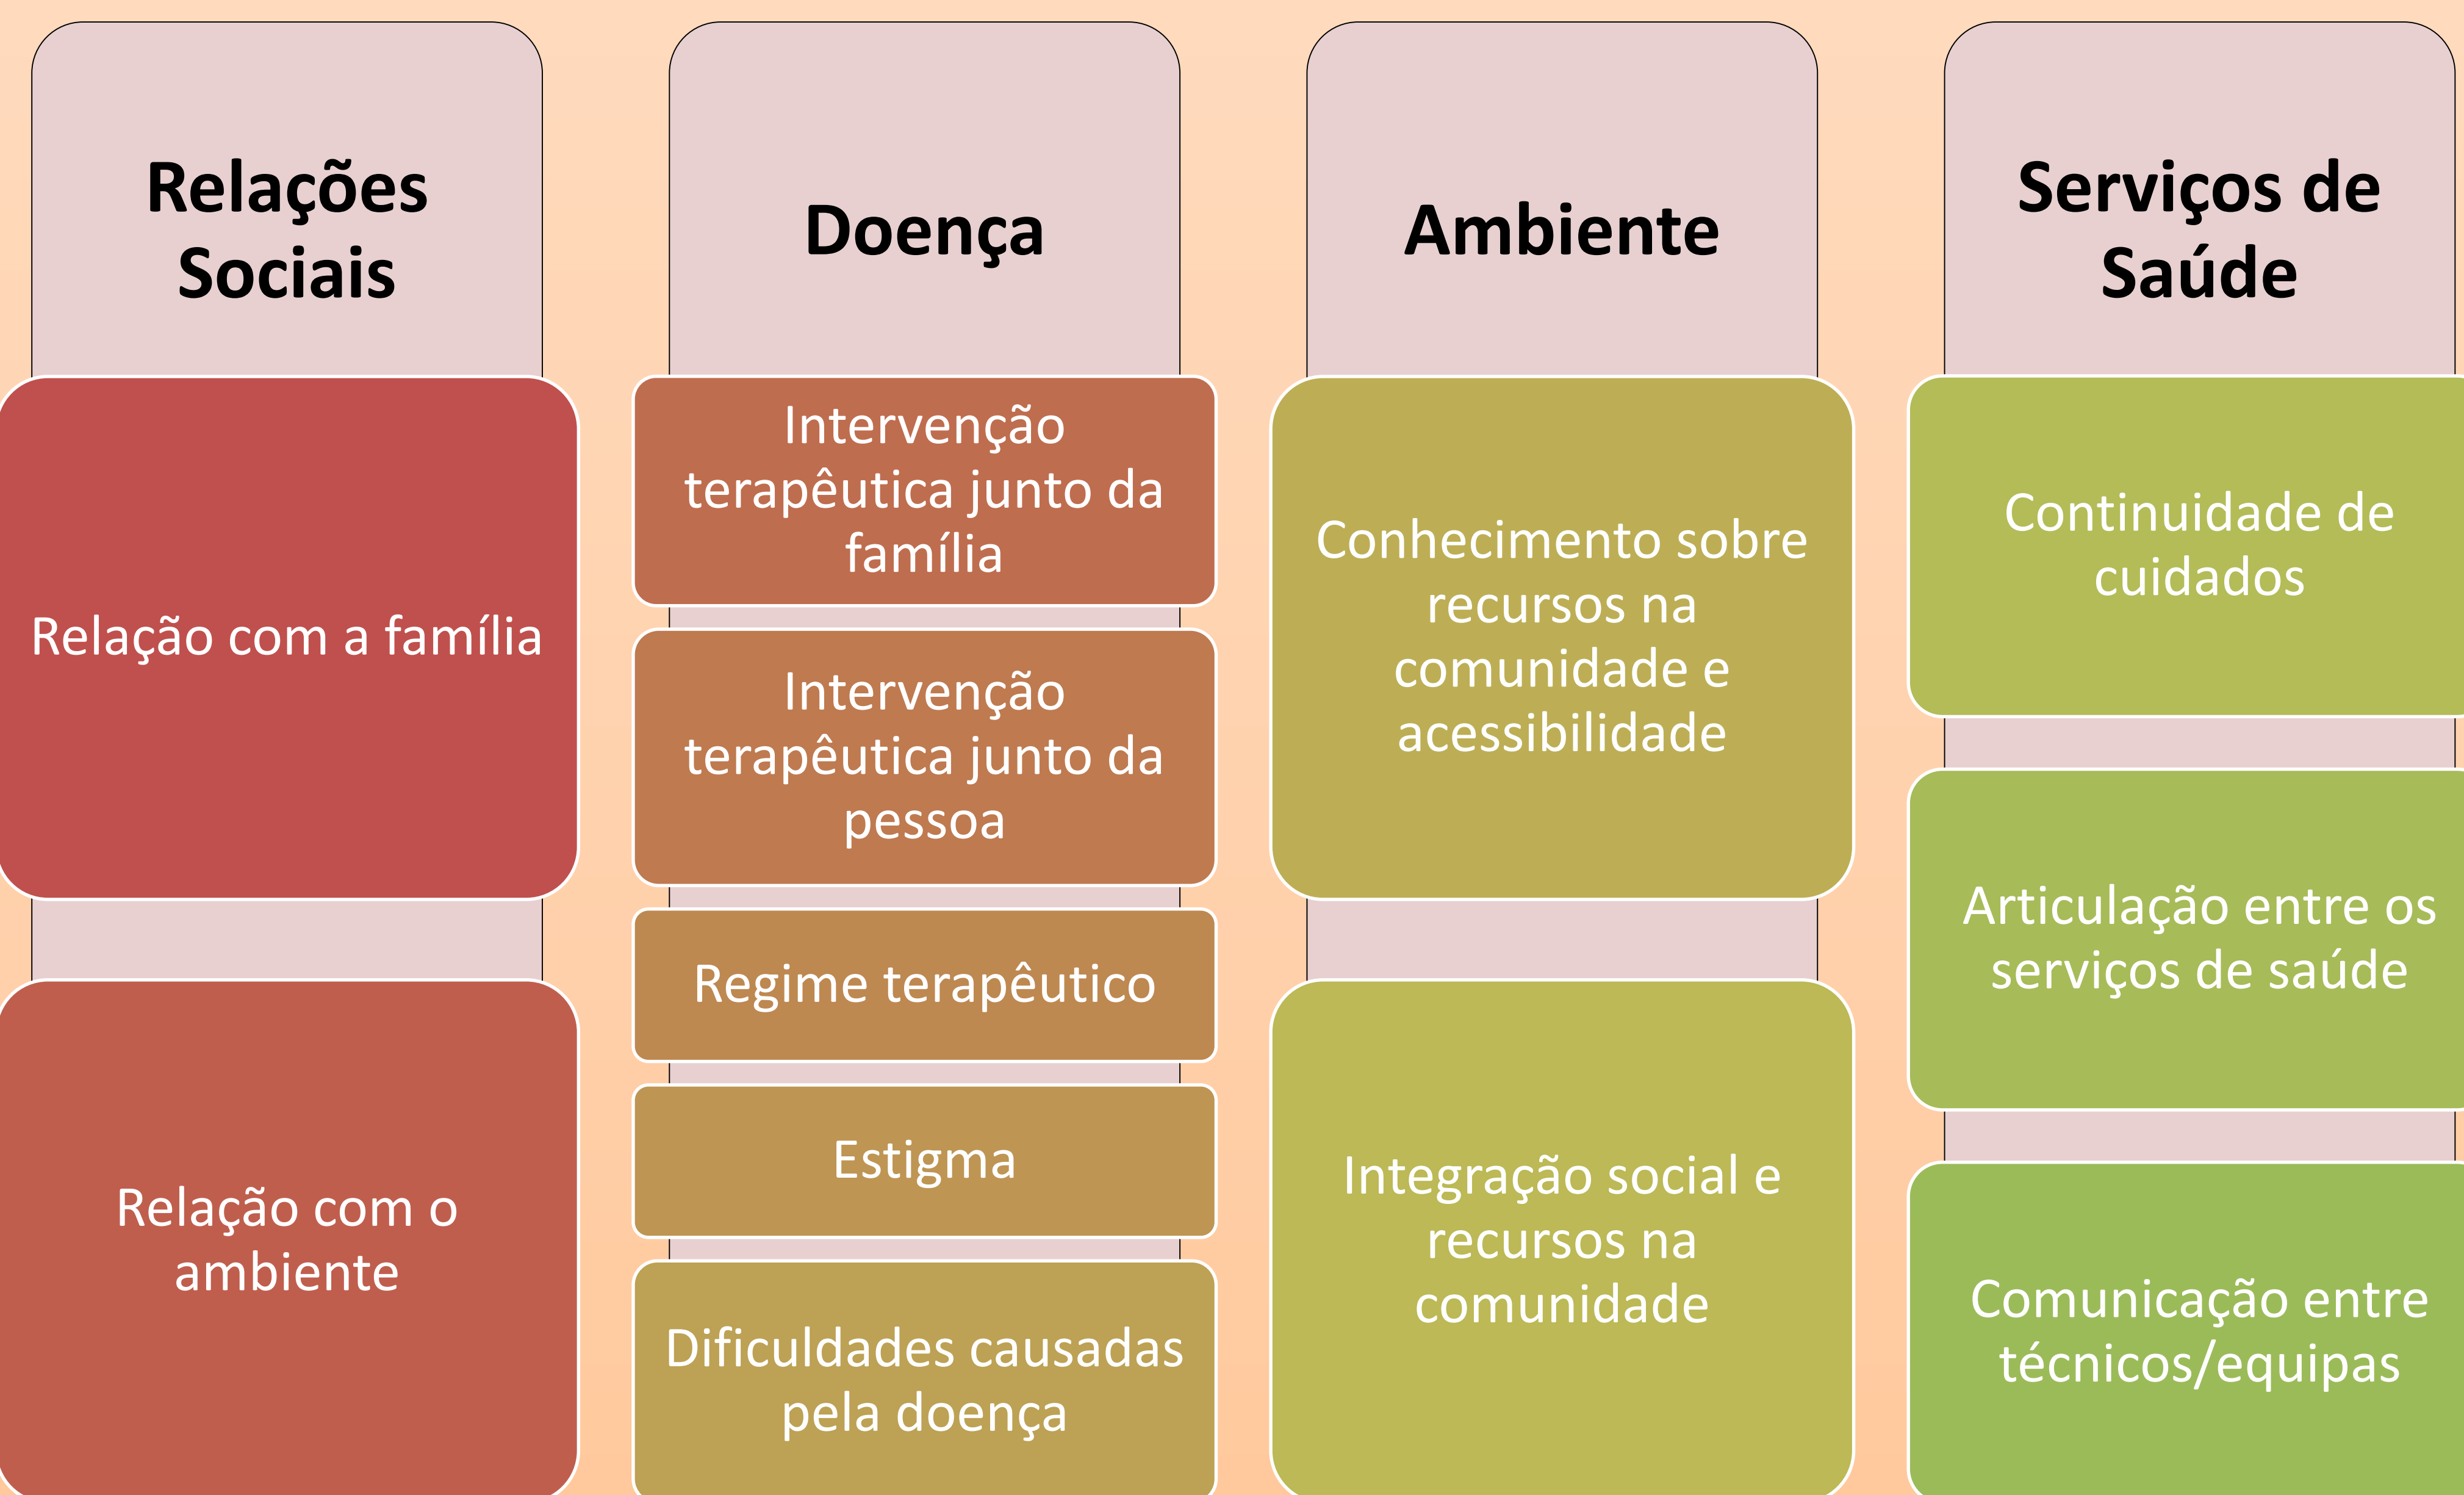 Relações
Sociais
Relação com a família
Relação com o
ambiente
Doença
Intervenção
terapêutica junto da
família
Intervenção
terapêutica junto da
pessoa
Regime terapêutico
Estigma
Dificuldades causadas
pela doença
Ambiente
Conhecimento sobre
recursos na
comunidade e
acessibilidade
Integração social e
recursos na
comunidade
Serviços de
Saúde
Continuidade de
cuidados
Articulação entre os
serviços de saúde
Comunicação entre
técnicos/equipas